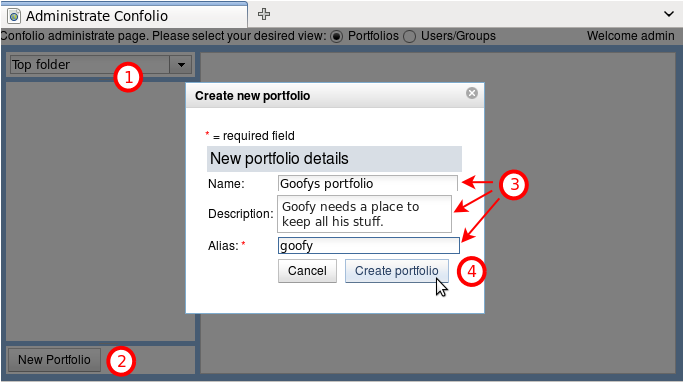 Administrate Confolio
Confolio administrate page. Please select your desired view: Portfolios Users/Groups Welcome admin
Top folder
1
Create new portfolio
* = required field
New portfolio details
Name: Goofys portfolio
3
Description: Goofy needs a place to
keep all his stuff.
Alias: * goofy
Cancel Create portfolio 4
New Portfolio 2